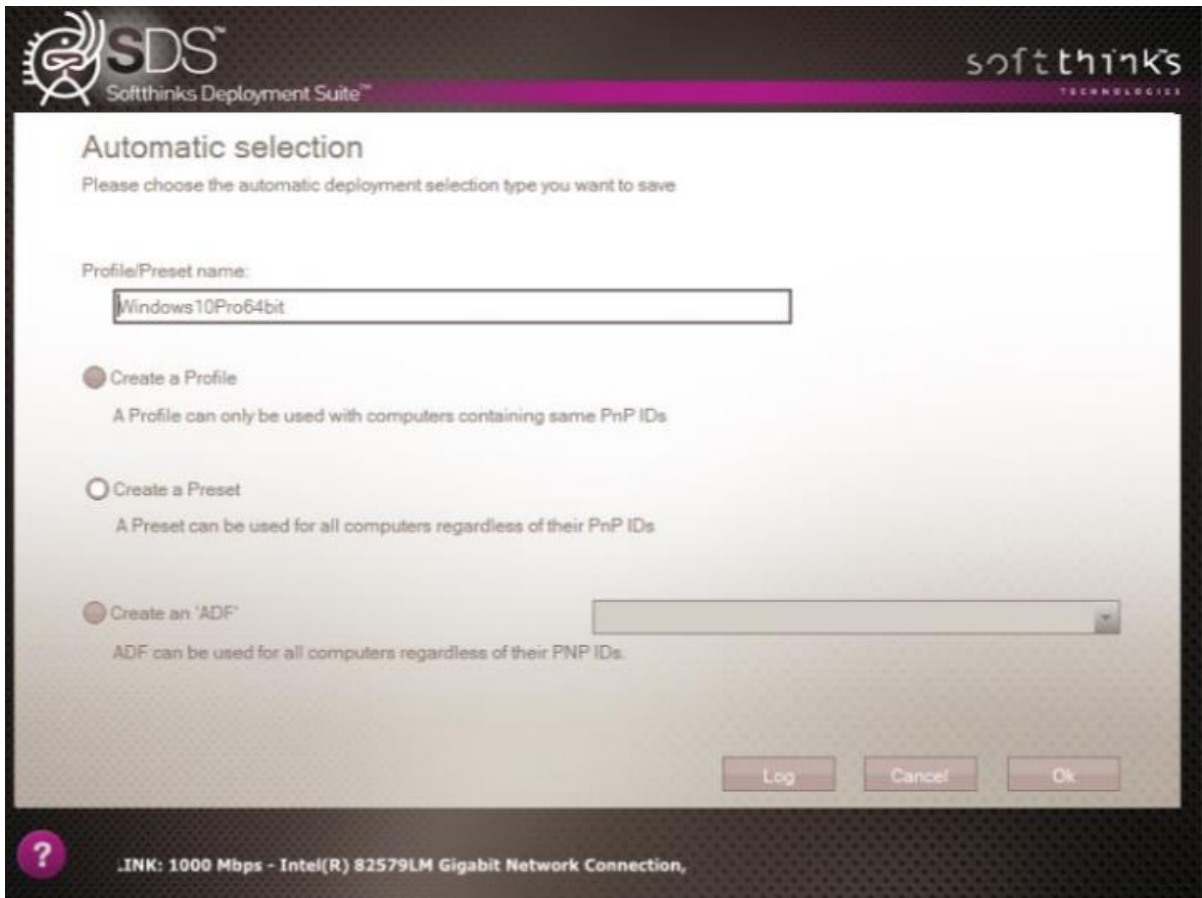 SDS™
Softthinks Deployment Suite™
softthinks
TECHNOLOGIES
Automatic selection
Please choose the automatic deployment selection type you want to save
Profile/Preset name:
Windows10Pro64bit
Create a Profile
A Profile can only be used with computers containing same PnP IDs
Create a Preset
A Preset can be used for all computers regardless of their PnP IDs
Create an 'ADF'
ADF can be used for all computers regardless of their PNP IDs.
Log Cancel Ok
?
.INK: 1000 Mbps - Intel(R) 82579LM Gigabit Network Connection,